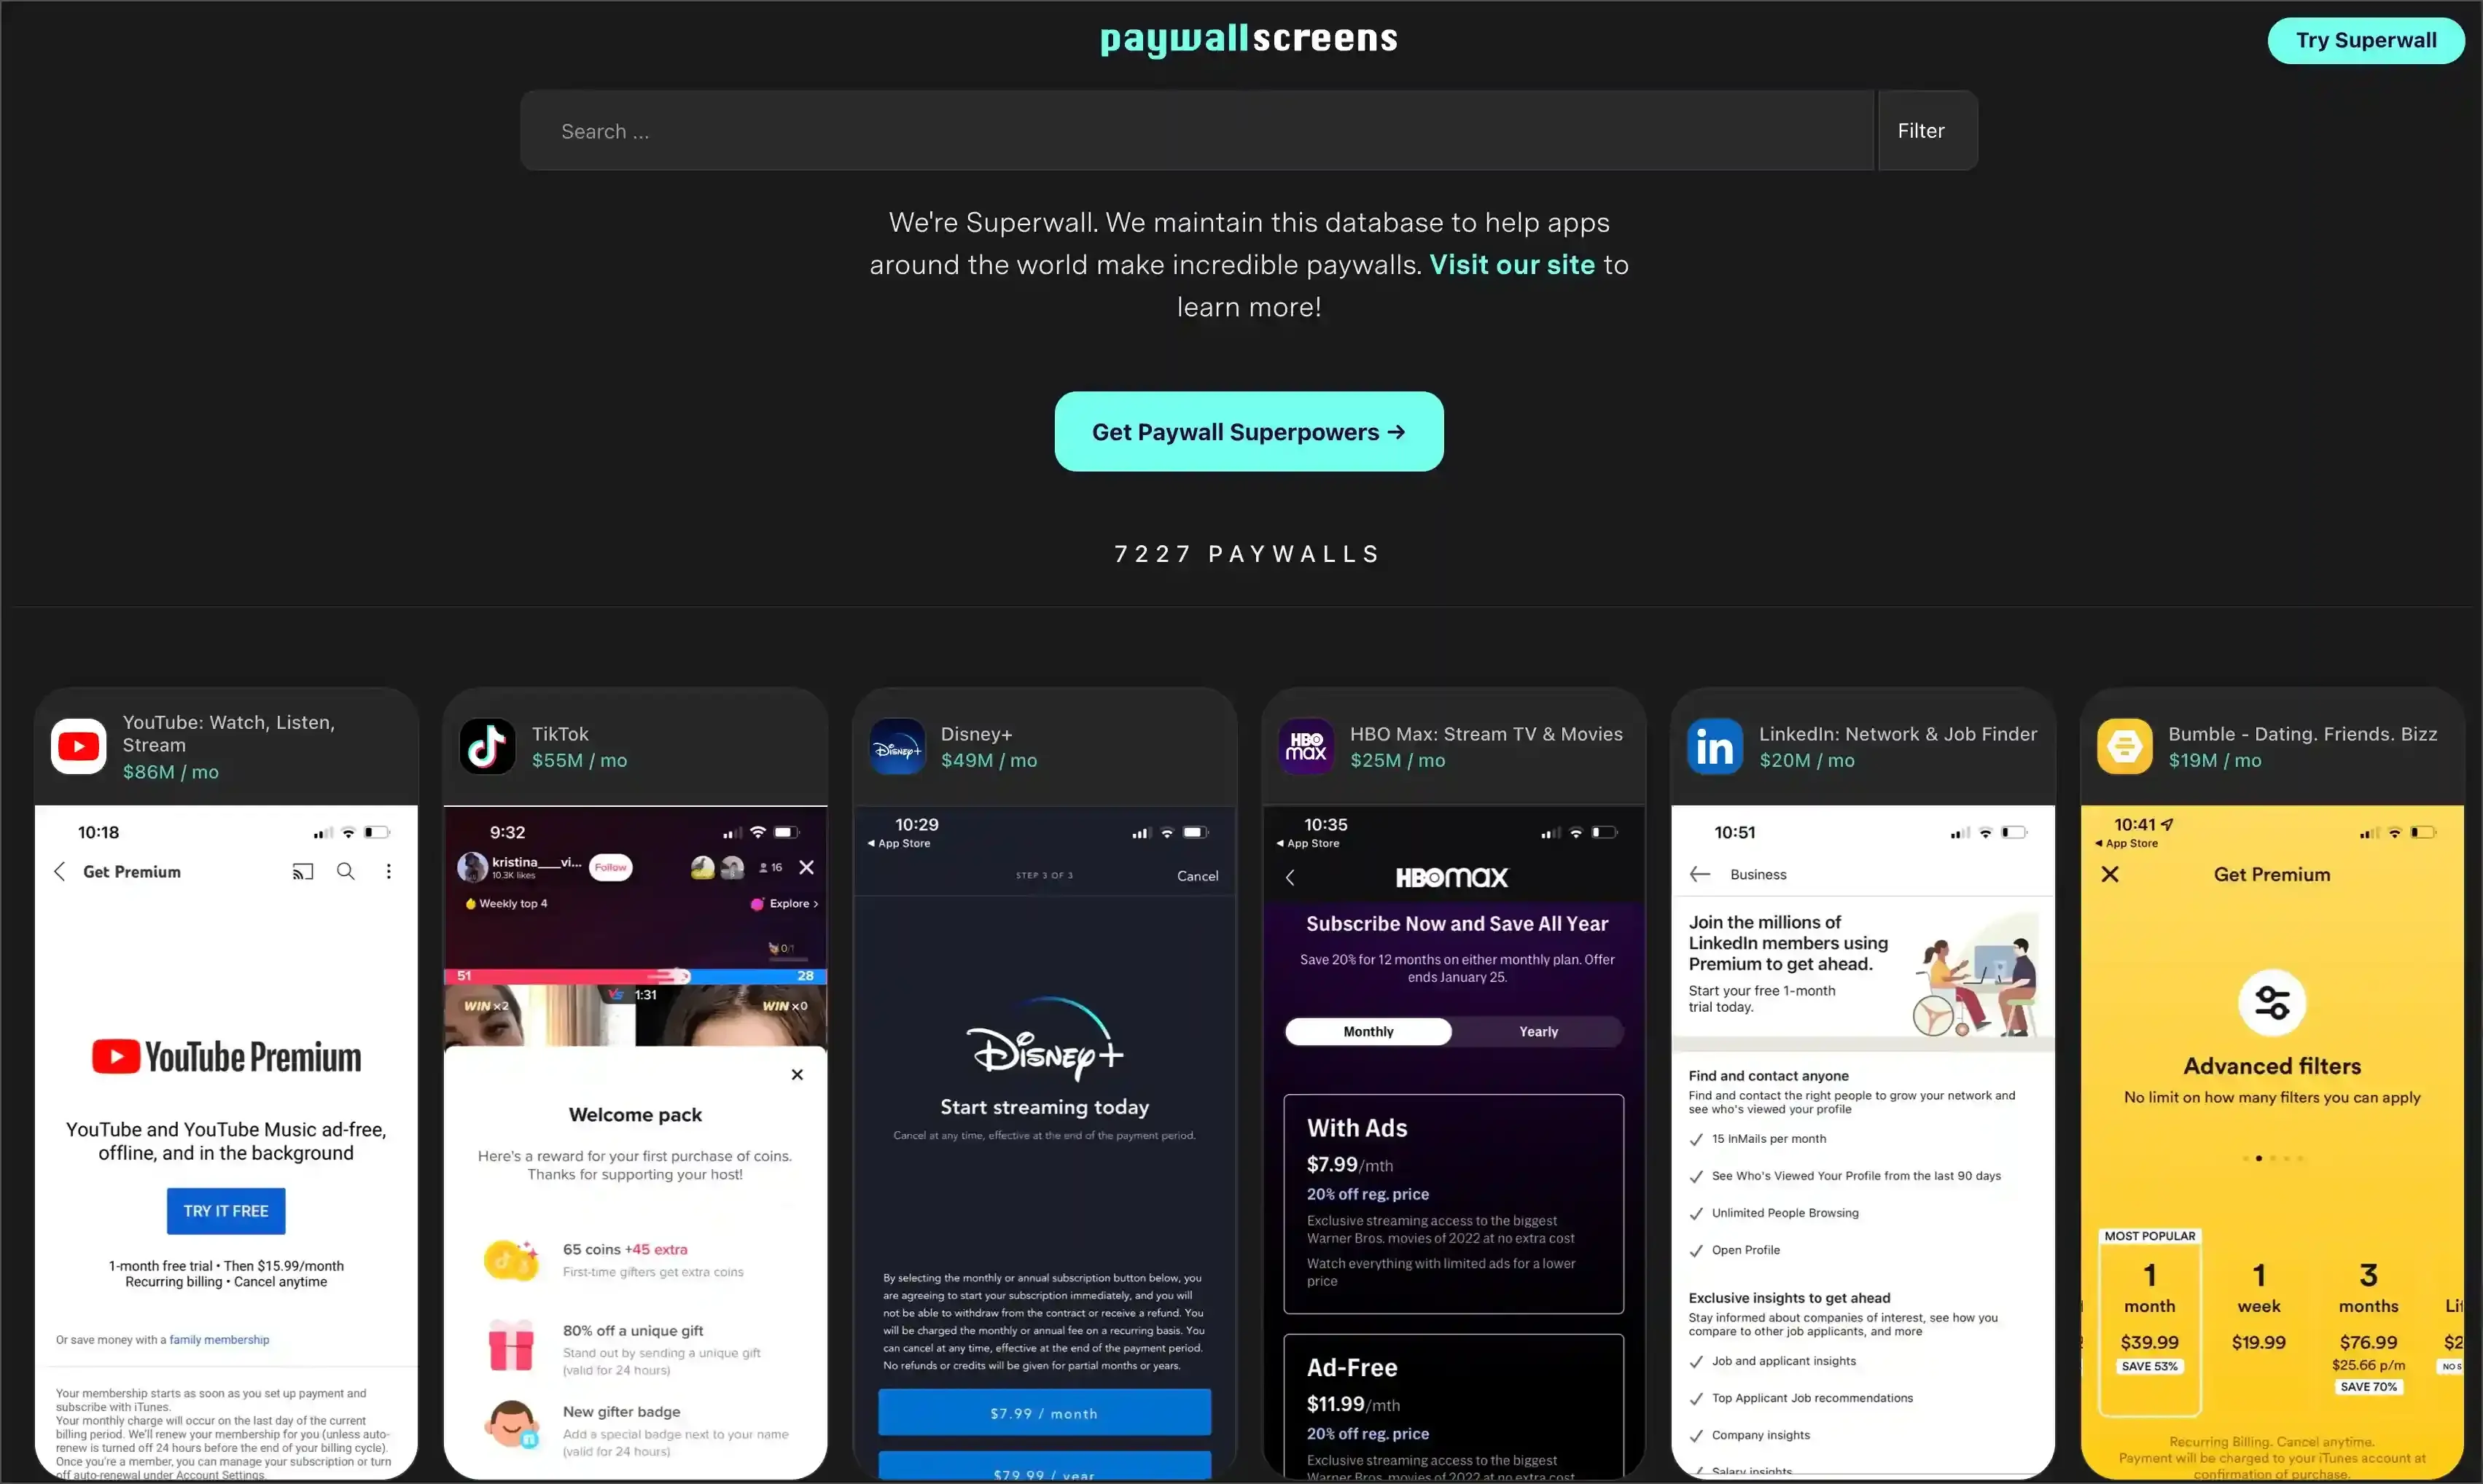 paywallscreens
Try Superwall
Search ...
Filter
We're Superwall. We maintain this database to help apps
around the world make incredible paywalls. Visit our site to
learn more!
Get Paywall Superpowers →
7227 PAYWALLS
YouTube: Watch, Listen,
Stream
$86M / mo
10:18
Get Premium
YouTube Premium
YouTube and YouTube Music ad-free,
offline, and in the background
TRY IT FREE
1-month free trial • Then $15.99/month
Recurring billing • Cancel anytime
Or save money with a family membership
Your membership starts as soon as you set up payment and
subscribe with iTunes.
Your monthly charge will occur on the last day of the current
billing period. We'll renew your membership for you (unless auto-
renew is turned off 24 hours before the end of your billing cycle).
Once you're a member, you can manage your subscription or turn
off auto-renewal under Account Settings.
TikTok
$55M / mo
9:32
kristina___vi...
10.3K likes
Follow
16
Weekly top 4
Explore >
0/1
51
28
WIN x2
VS 1:31
WIN x0
Welcome pack
Here's a reward for your first purchase of coins.
Thanks for supporting your host!
65 coins +45 extra
First-time gifters get extra coins
80% off a unique gift
Stand out by sending a unique gift
(valid for 24 hours)
New gifter badge
Add a special badge next to your name
(valid for 24 hours)
Disney+
Disney+
$49M / mo
10:29
◀ App Store
STEP 3 OF 3
Cancel
Disney+
Start streaming today
Cancel at any time, effective at the end of the payment period.
By selecting the monthly or annual subscription button below, you
are agreeing to start your subscription immediately, and you will
not be able to withdraw from the contract or receive a refund. You
will be charged the monthly or annual fee on a recurring basis. You
can cancel at any time, effective at the end of the payment period.
No refunds or credits will be given for partial months or years.
$7.99 / month
$79.99 / year
HBO
max
HBO Max: Stream TV & Movies
$25M / mo
10:35
◀ App Store
HBOmax
Subscribe Now and Save All Year
Save 20% for 12 months on either monthly plan. Offer
ends January 25.
Monthly
Yearly
With Ads
$7.99/mth
20% off reg. price
Exclusive streaming access to the biggest
Warner Bros. movies of 2022 at no extra cost
Watch everything with limited ads for a lower
price
Ad-Free
$11.99/mth
20% off reg. price
Exclusive streaming access to the biggest
Warner Bros. movies of 2022 at no extra cost
in
LinkedIn: Network & Job Finder
$20M / mo
10:51
Business
Join the millions of
LinkedIn members using
Premium to get ahead.
Start your free 1-month
trial today.
Find and contact anyone
Find and contact the right people to grow your network and
see who's viewed your profile
15 InMails per month
See Who's Viewed Your Profile from the last 90 days
Unlimited People Browsing
Open Profile
Exclusive insights to get ahead
Stay informed about companies of interest, see how you
compare to other job applicants, and more
Job and applicant insights
Top Applicant Job recommendations
Company insights
Salary insights
Bumble - Dating. Friends. Bizz
$19M / mo
10:41
◀ App Store
Get Premium
Advanced filters
No limit on how many filters you can apply
MOST POPULAR
1
month
$39.99
SAVE 53%
1
week
$19.99
3
months
$76.99
$25.66 p/m
SAVE 70%
Lif
$2
NO S
Recurring Billing. Cancel anytime.
Payment will be charged to your iTunes account at
confirmation of purchase.